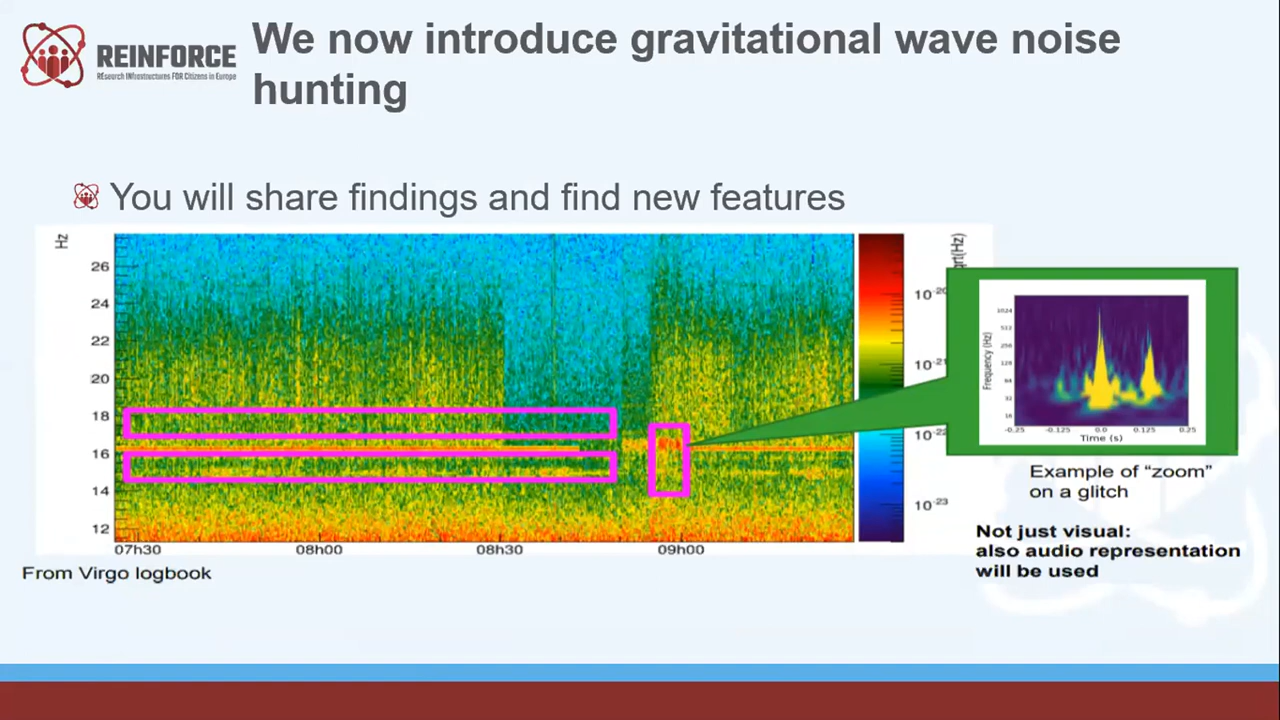 REINFORCE
REsearch INfrastructures FOR Citizens in Europe
We now introduce gravitational wave noise
hunting
You will share findings and find new features
Hz
26
24
22
20
18
16
14
12
07h30 08h00 08h30 09h00
10-20
10-21
10-22
10-23
Frequency (Hz)
1024
512
256
128
64
32
16
-0.25 -0.125 0.0 0.125 0.25
Time (s)
Example of “zoom”
on a glitch
Not just visual:
also audio representation
will be used
From Virgo logbook